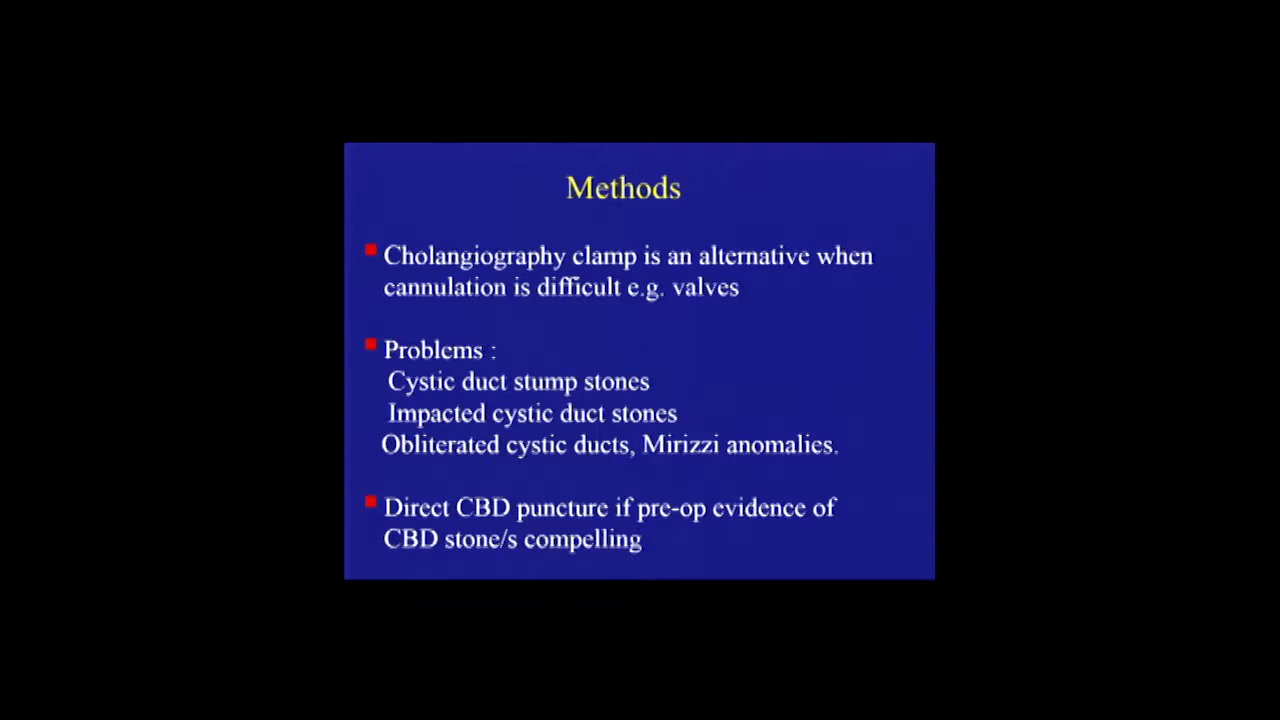 Methods
Cholangiography clamp is an alternative when
cannulation is difficult e.g. valves
Problems :
Cystic duct stump stones
Impacted cystic duct stones
Obliterated cystic ducts, Mirizzi anomalies.
Direct CBD puncture if pre-op evidence of
CBD stone/s compelling